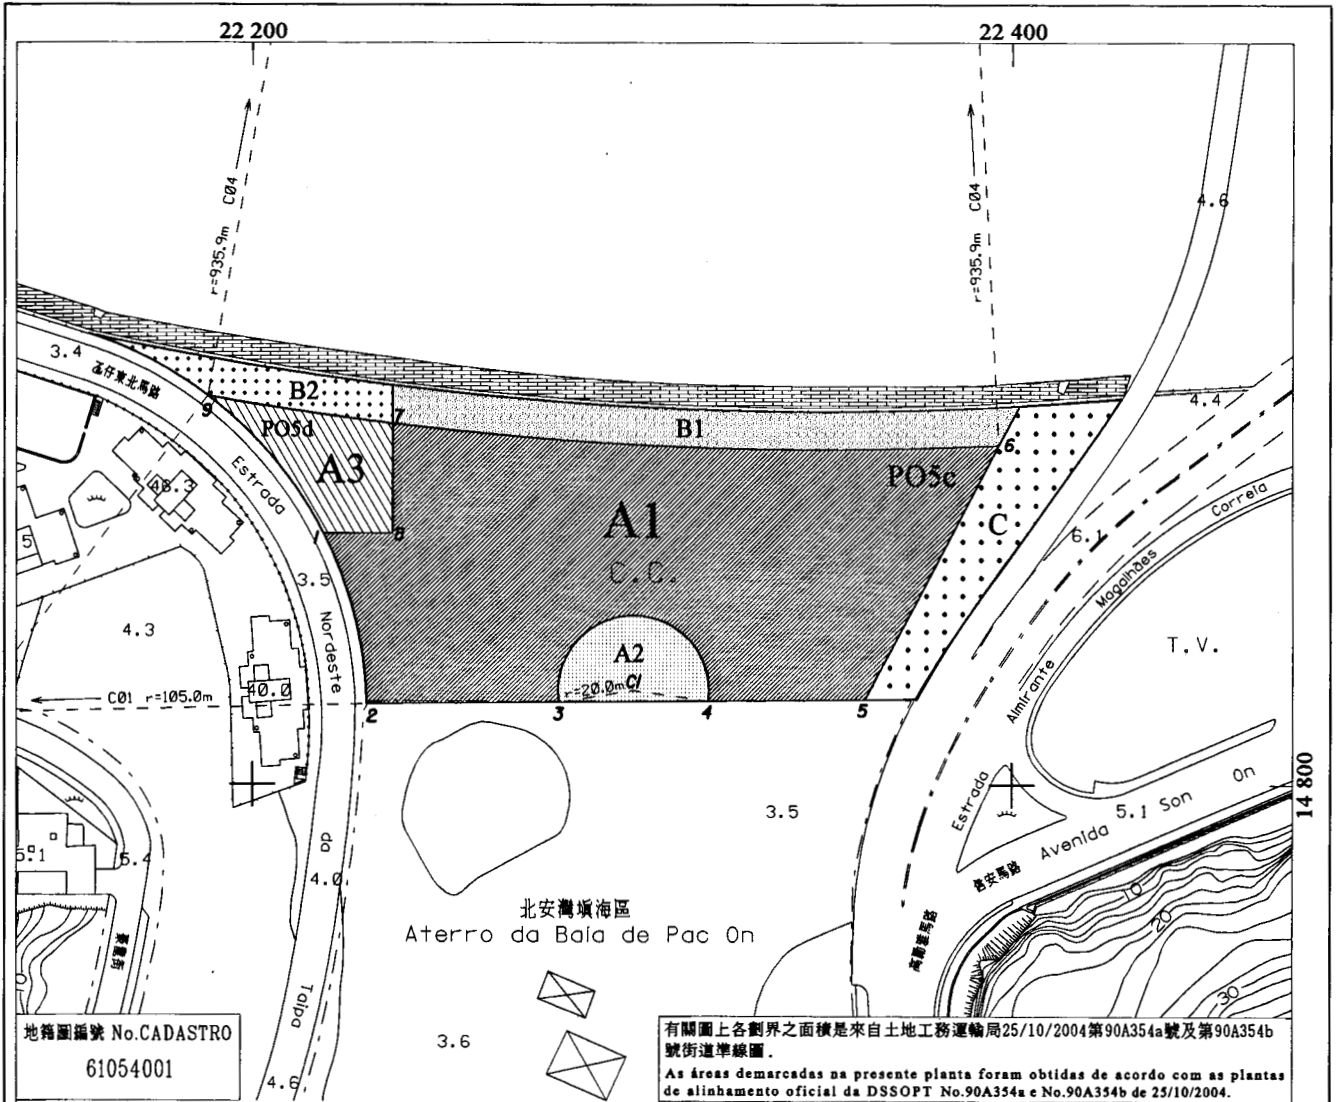 22 200
22 400
r=935.9m C04
r=935.9m C04
4.6
3.4
氹仔東北馬路
B2
7
B1
4.4
9
PO5d
A3
6
PO5c
Estrada
48.3
A1
C
Correia
5
1
8
C.C.
6.1
Magalhães
3.5
4.3
Nordeste
A2
T.V.
r=20.0m C1
40.0
C01 r=105.0m
2
3
4
5
Almirante
14 800
3.5
Estrada
5.1
Avenida Son On
信安馬路
da
5.1
5.4
4.0
10
北安灣填海區
Aterro da Baía de Pac On
20
30
Taipa
3.6
4.6
地籍圖編號 No.CADASTRO
61054001
有關圖上各劃界之面積是來自土地工務運輸局25/10/2004第90A354a號及第90A354b
號街道準線圖.
As áreas demarcadas na presente planta foram obtidas de acordo com as plantas
de alinhamento oficial da DSSOPT No.90A354a e No.90A354b de 25/10/2004.